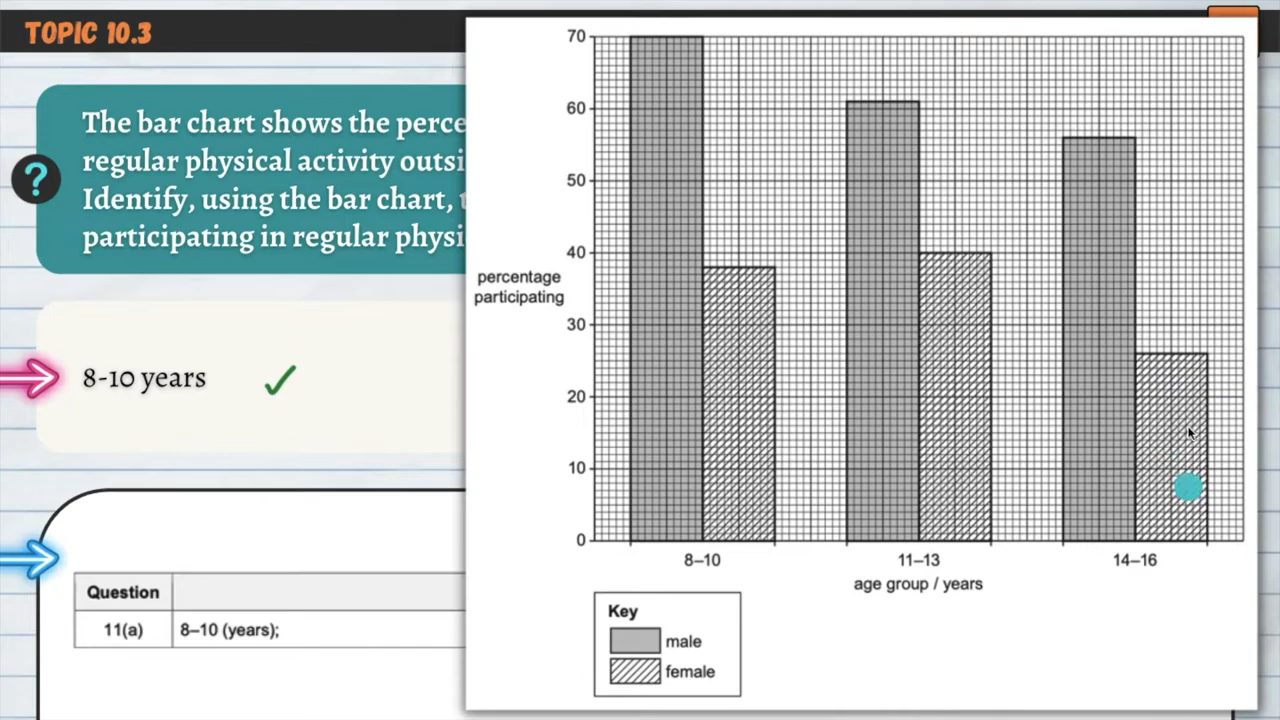 TOPIC 10.3
The bar chart shows the perce
regular physical activity outsi
Identify, using the bar chart,
participating in regular physi
?
8-10 years
Question
11(a) 8–10 (years);
70
60
50
40
percentage
participating
30
20
10
0
8–10 11–13 14–16
age group / years
Key
male
female